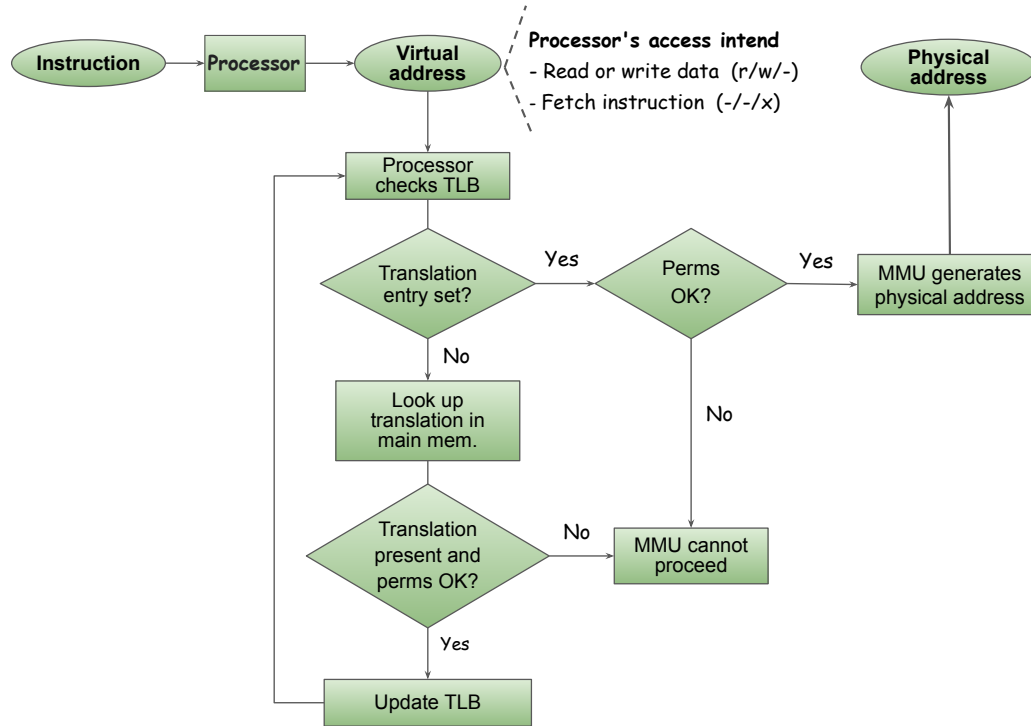 Instruction
Processor
Virtual
address
Processor's access intend
- Read or write data (r/w/-)
- Fetch instruction (-/-/x)
Physical
address
Processor
checks TLB
Translation
entry set?
Yes
Perms
OK?
Yes
MMU generates
physical address
No
Look up
translation in
main mem.
No
Translation
present and
perms OK?
No
MMU cannot
proceed
Yes
Update TLB